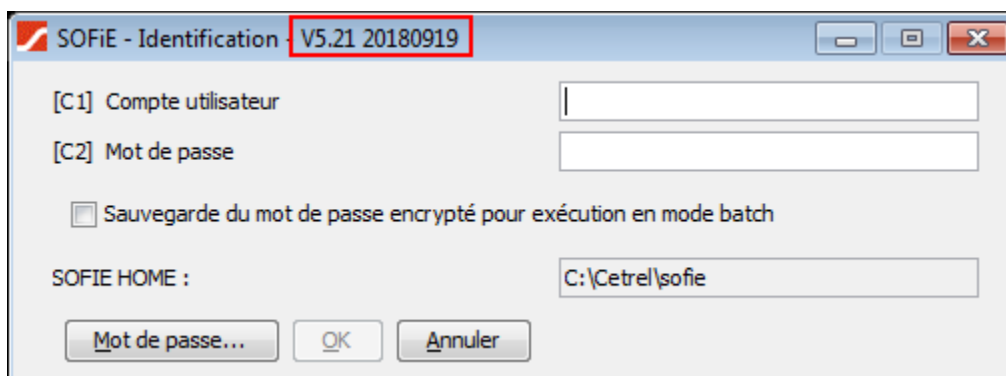 SOFiE - Identification - V5.21 20180919
[C1] Compte utilisateur
[C2] Mot de passe
Sauvegarde du mot de passe encrypté pour exécution en mode batch
SOFIE HOME : C:\Cetrel\sofie
Mot de passe... OK Annuler